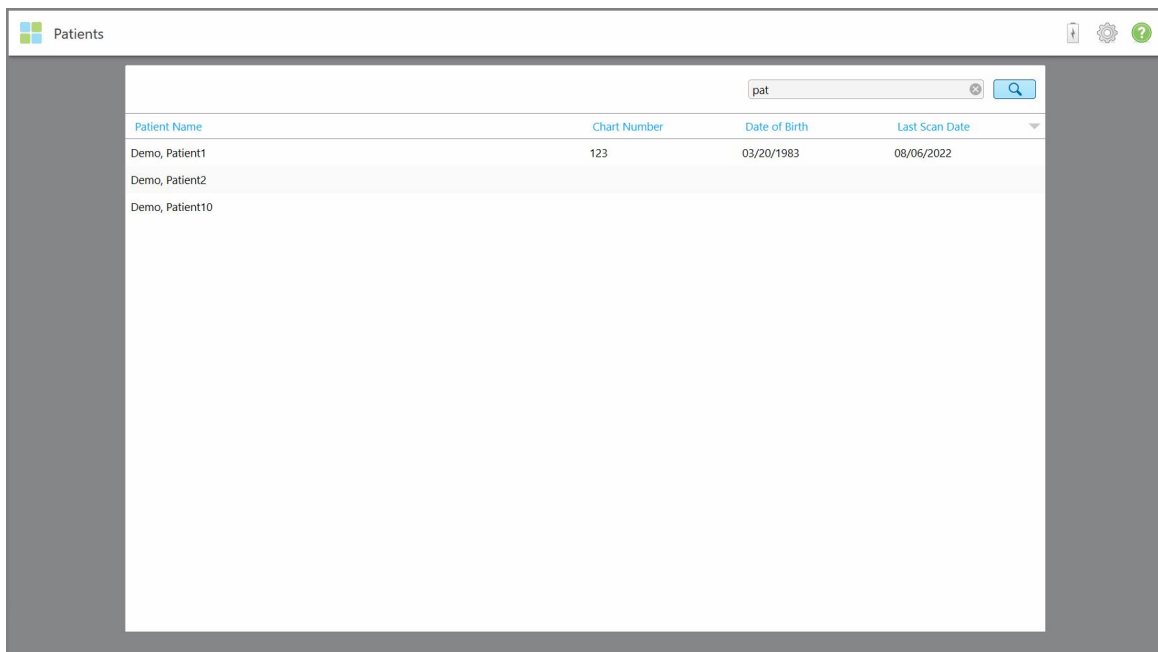 Patients
?
pat
Patient Name Chart Number Date of Birth Last Scan Date
Demo, Patient1 123 03/20/1983 08/06/2022
Demo, Patient2
Demo, Patient10